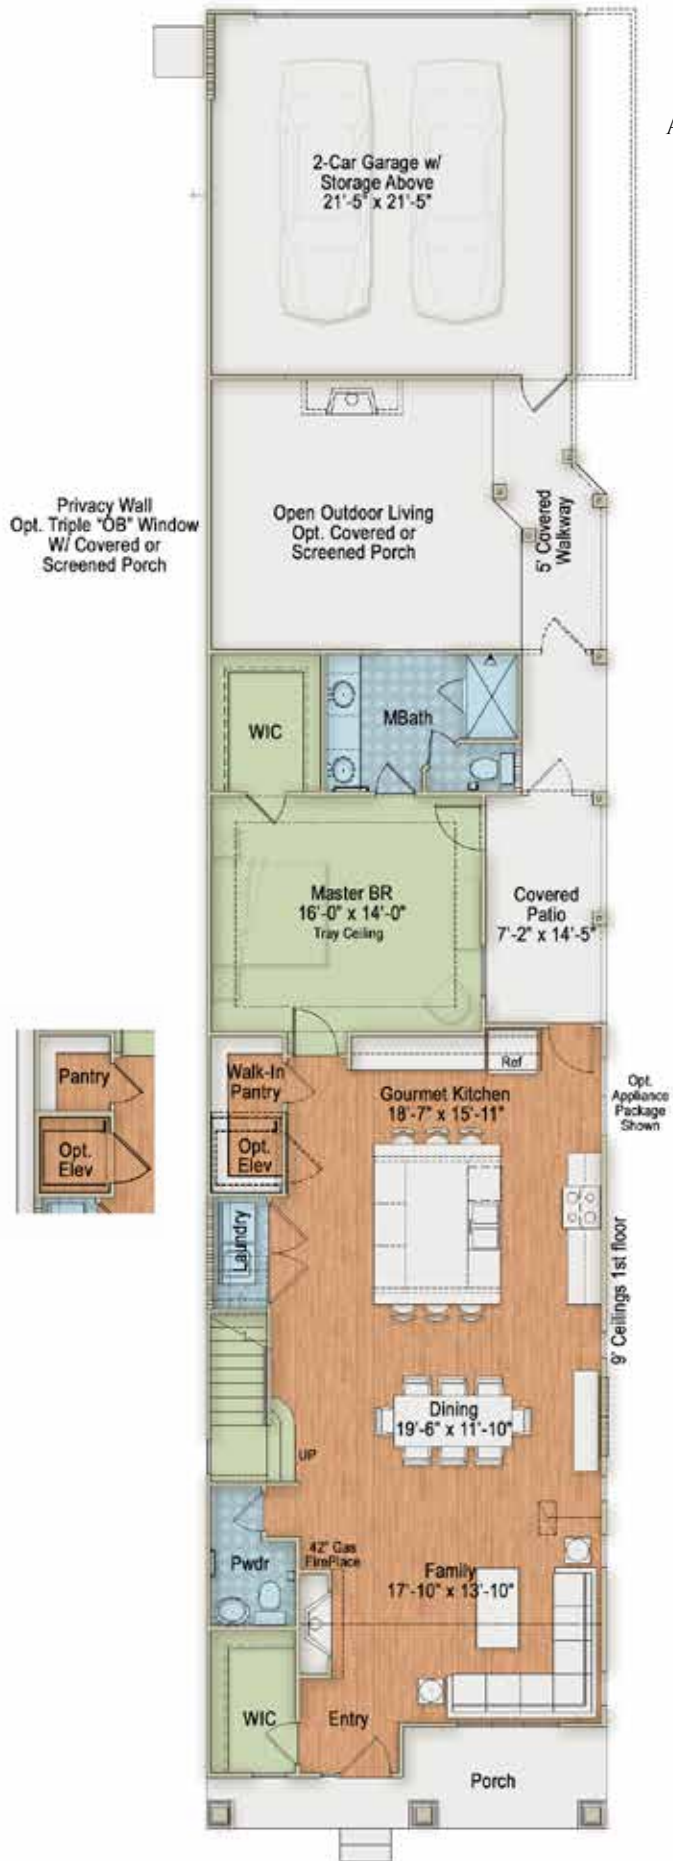 A
2-Car Garage w/
Storage Above
21'-5" x 21'-5"
Privacy Wall
Opt. Triple "OB" Window
W/ Covered or
Screened Porch
Open Outdoor Living
Opt. Covered or
Screened Porch
5' Covered
Walkway
WIC
MBath
Master BR
16'-0" x 14'-0"
Tray Ceiling
Covered
Patio
7'-2" x 14'-5"
Pantry
Opt.
Elev
Walk-In
Pantry
Opt.
Elev
Ref
Gourmet Kitchen
18'-7" x 15'-11"
Opt.
Appliance
Package
Shown
Laundry
9' Ceilings 1st floor
Dining
19'-6" x 11'-10"
UP
Pwdr
42" Gas
FirePlace
Family
17'-10" x 13'-10"
WIC
Entry
Porch